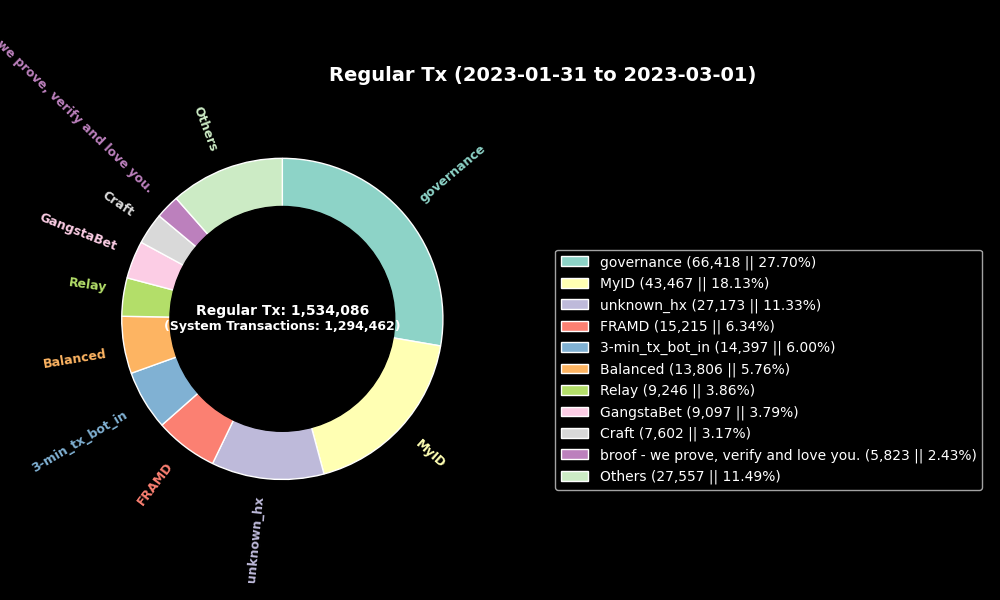 Regular Tx (2023-01-31 to 2023-03-01)
we prove, verify and love you.
Others
governance
Craft
GangstaBet
Relay
Balanced
3-min_tx_bot_in
FRAMD
unknown_hx
MyID
Regular Tx: 1,534,086
(System Transactions: 1,294,462)
governance (66,418 || 27.70%)
MyID (43,467 || 18.13%)
unknown_hx (27,173 || 11.33%)
FRAMD (15,215 || 6.34%)
3-min_tx_bot_in (14,397 || 6.00%)
Balanced (13,806 || 5.76%)
Relay (9,246 || 3.86%)
GangstaBet (9,097 || 3.79%)
Craft (7,602 || 3.17%)
broof - we prove, verify and love you. (5,823 || 2.43%)
Others (27,557 || 11.49%)